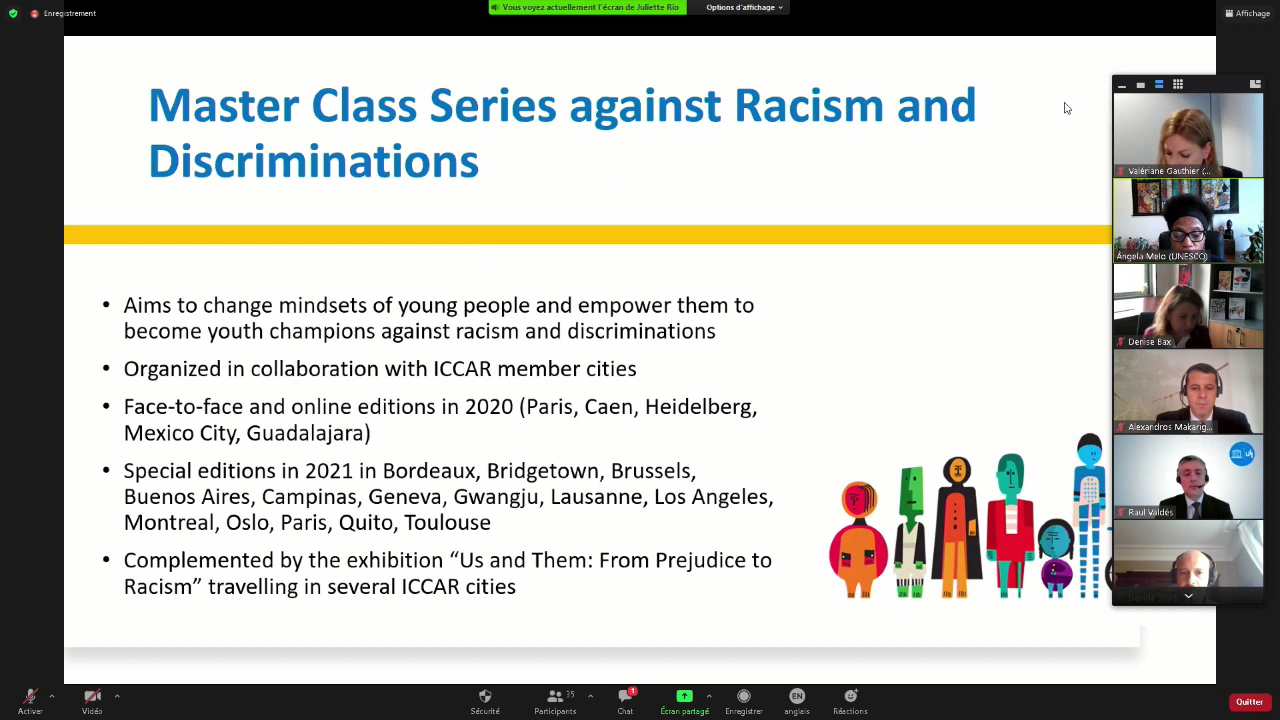 Enregistrement
Vous voyez actuellement l'écran de Juliette Rio
Options d'affichage
Affichage
Master Class Series against Racism and
Discriminations
• Aims to change mindsets of young people and empower them to
become youth champions against racism and discriminations
• Organized in collaboration with ICCAR member cities
• Face-to-face and online editions in 2020 (Paris, Caen, Heidelberg,
Mexico City, Guadalajara)
• Special editions in 2021 in Bordeaux, Bridgetown, Brussels,
Buenos Aires, Campinas, Geneva, Gwangju, Lausanne, Los Angeles,
Montreal, Oslo, Paris, Quito, Toulouse
• Complemented by the exhibition “Us and Them: From Prejudice to
Racism” travelling in several ICCAR cities
Valériane Gauthier (...
Ângela Melo (UNESCO)
Denise Bax
Alexandros Makarig...
Raul Valdés
Activer
Vidéo
Sécurité
Participants
35
Chat
1
Écran partagé
Enregistrer
EN
anglais
Réactions
Quitter